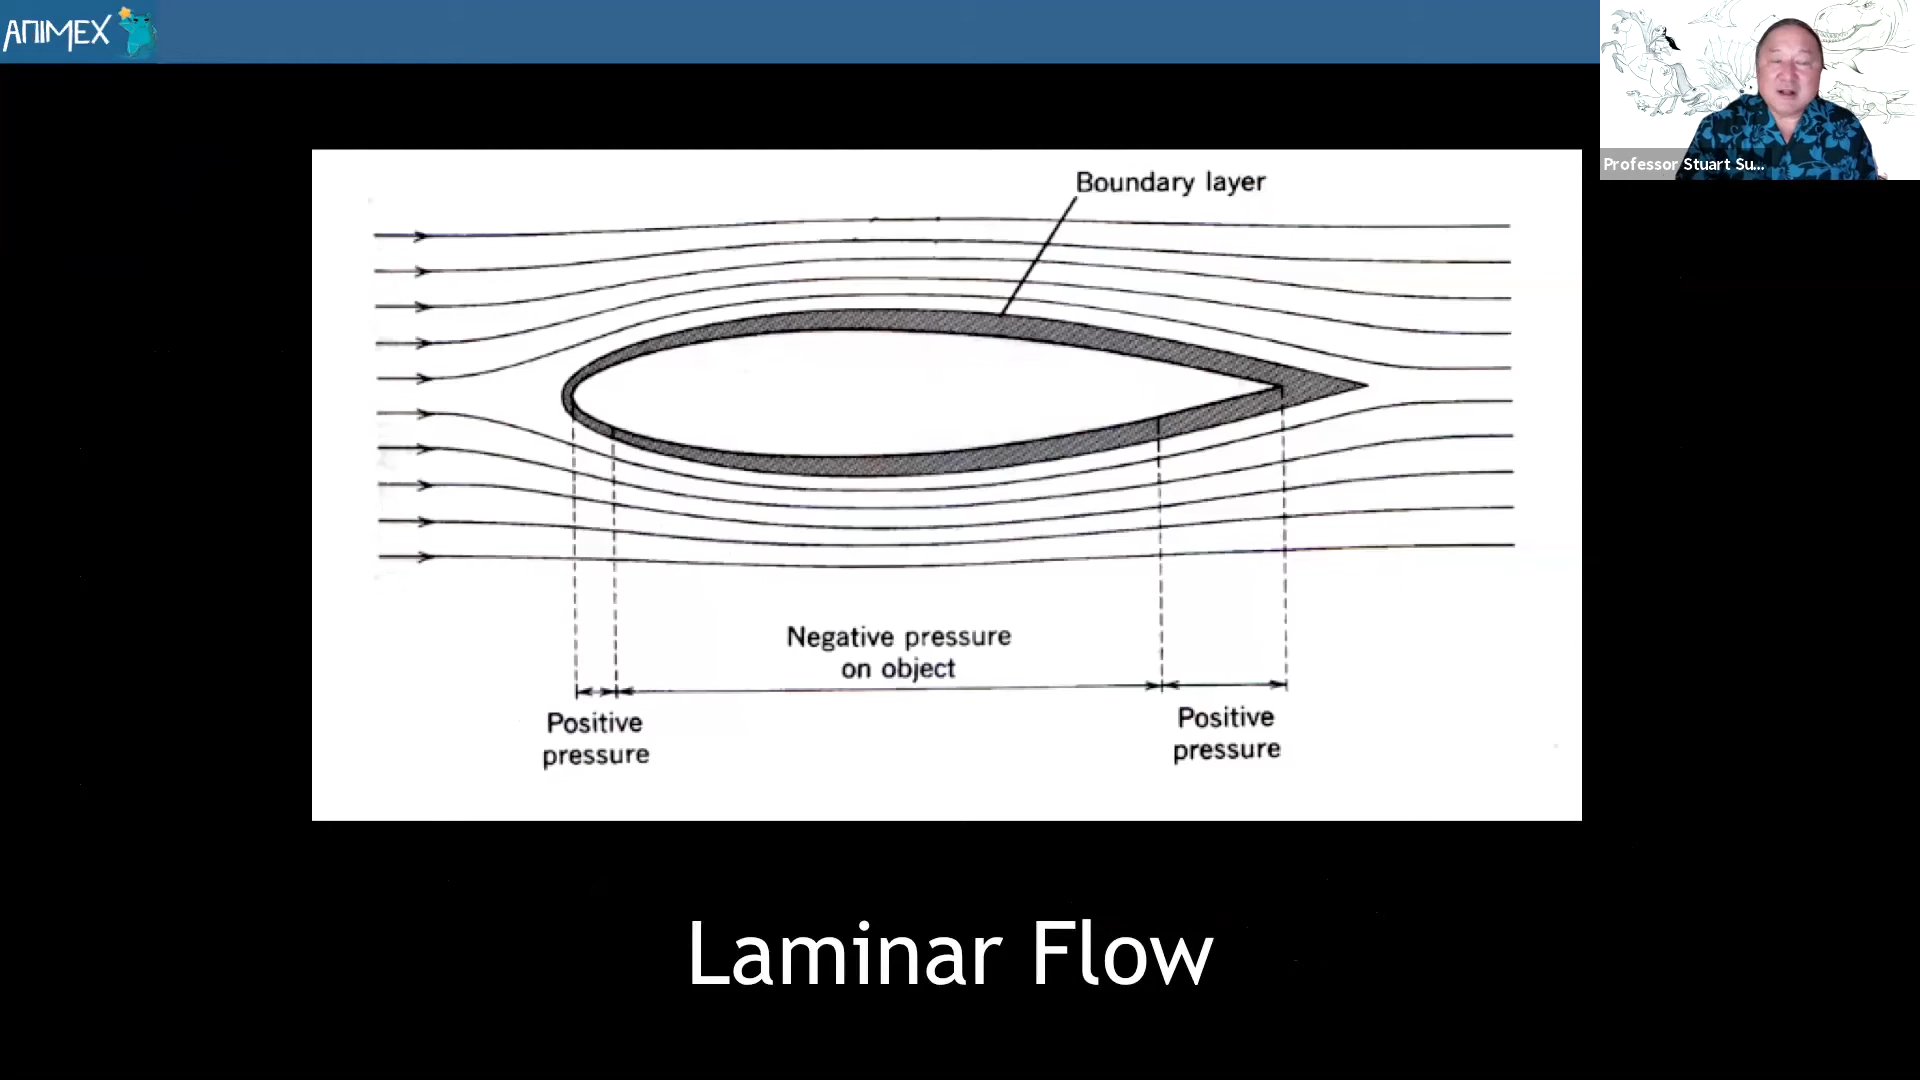 ANIMEX
Professor Stuart Su...
Boundary layer
Negative pressure
on object
Positive
pressure
Positive
pressure
Laminar Flow